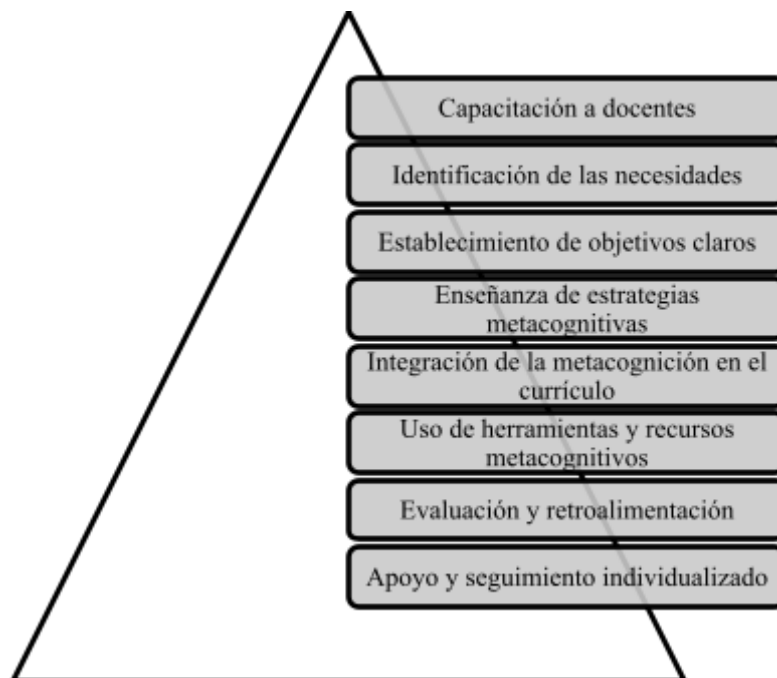 Capacitación a docentes
Identificación de las necesidades
Establecimiento de objetivos claros
Enseñanza de estrategias
metacognitivas
Integración de la metacognición en el
currículo
Uso de herramientas y recursos
metacognitivos
Evaluación y retroalimentación
Apoyo y seguimiento individualizado